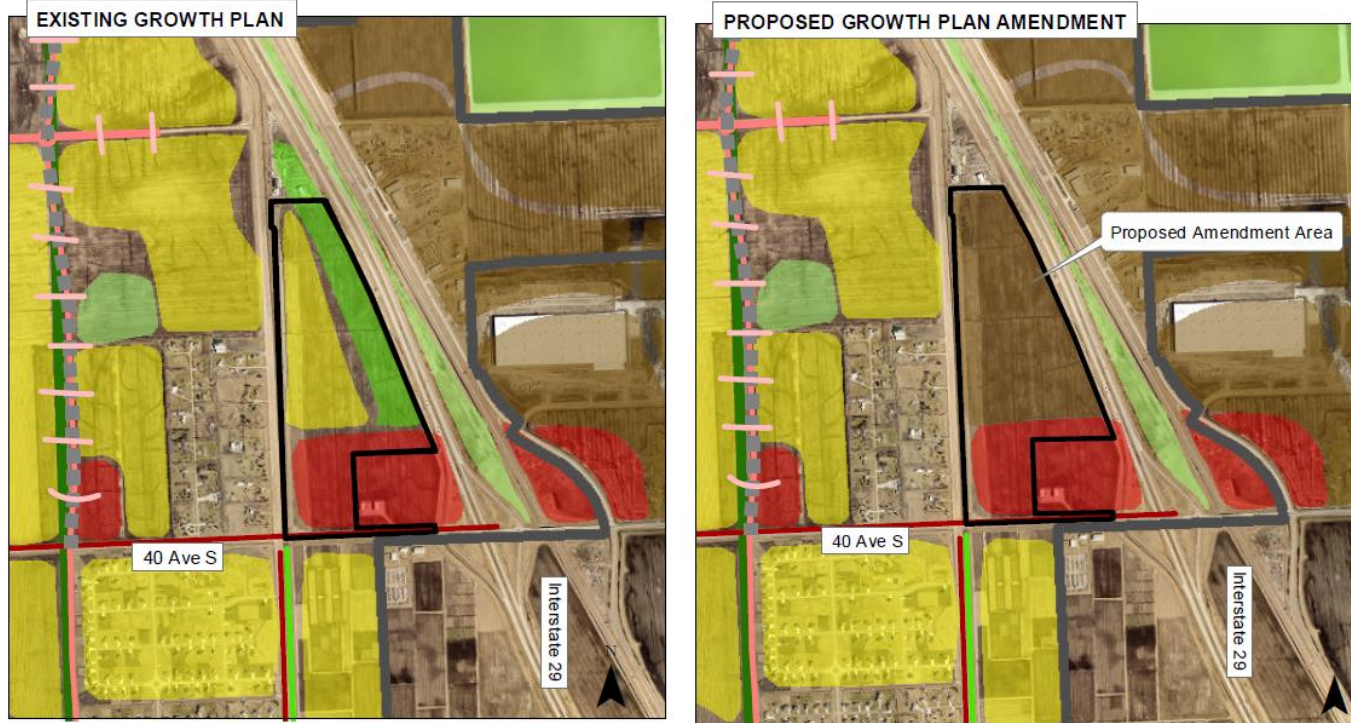 EXISTING GROWTH PLAN
40 Ave S
Interstate 29
N
PROPOSED GROWTH PLAN AMENDMENT
Proposed Amendment Area
40 Ave S
Interstate 29